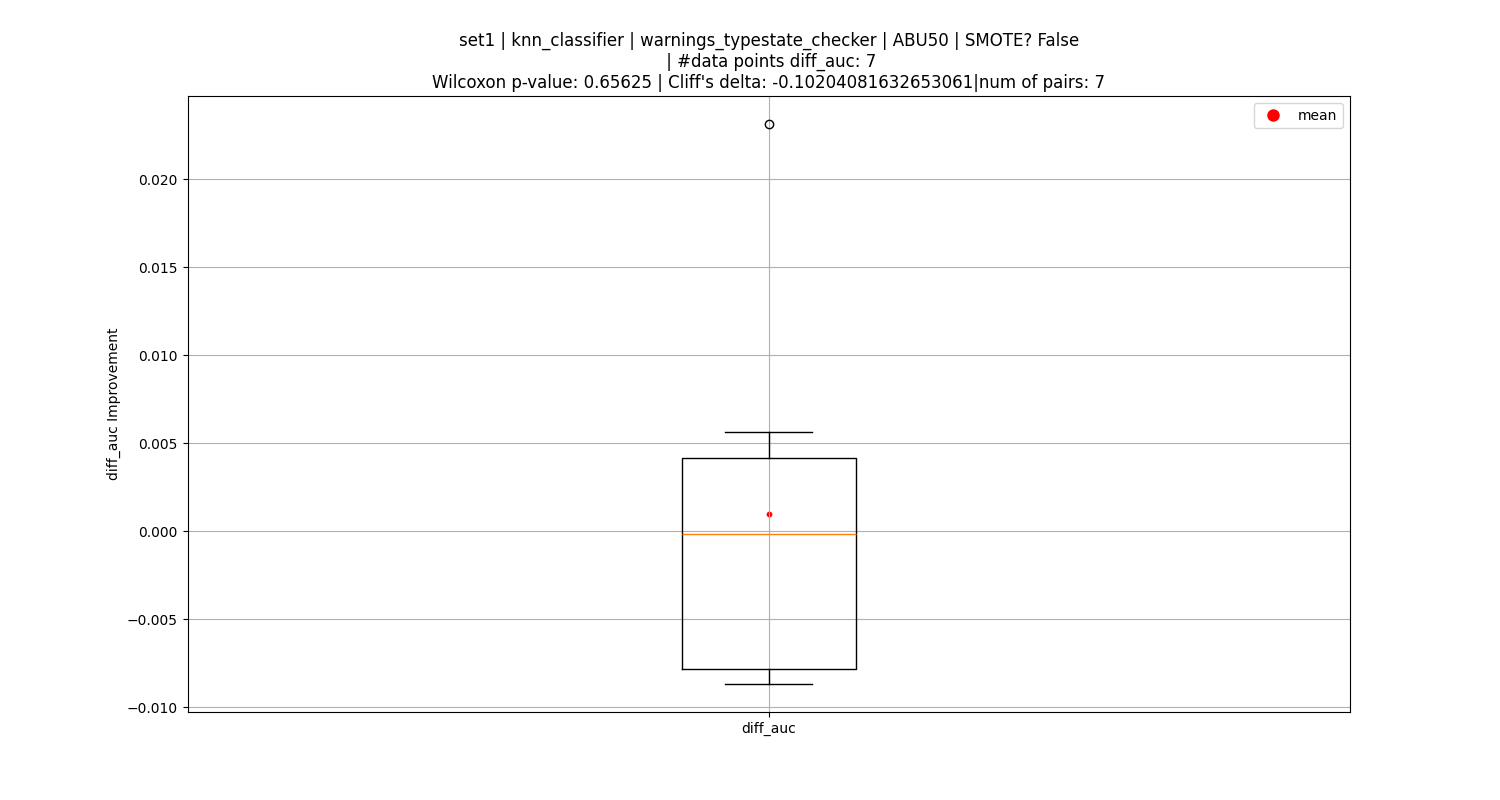 set1 | knn_classifier | warnings_typestate_checker | ABU50 | SMOTE? False
| #data points diff_auc: 7
Wilcoxon p-value: 0.65625 | Cliff's delta: -0.10204081632653061|num of pairs: 7
mean
0.020
0.015
0.010
0.005
0.000
−0.005
−0.010
diff_auc Improvement
diff_auc